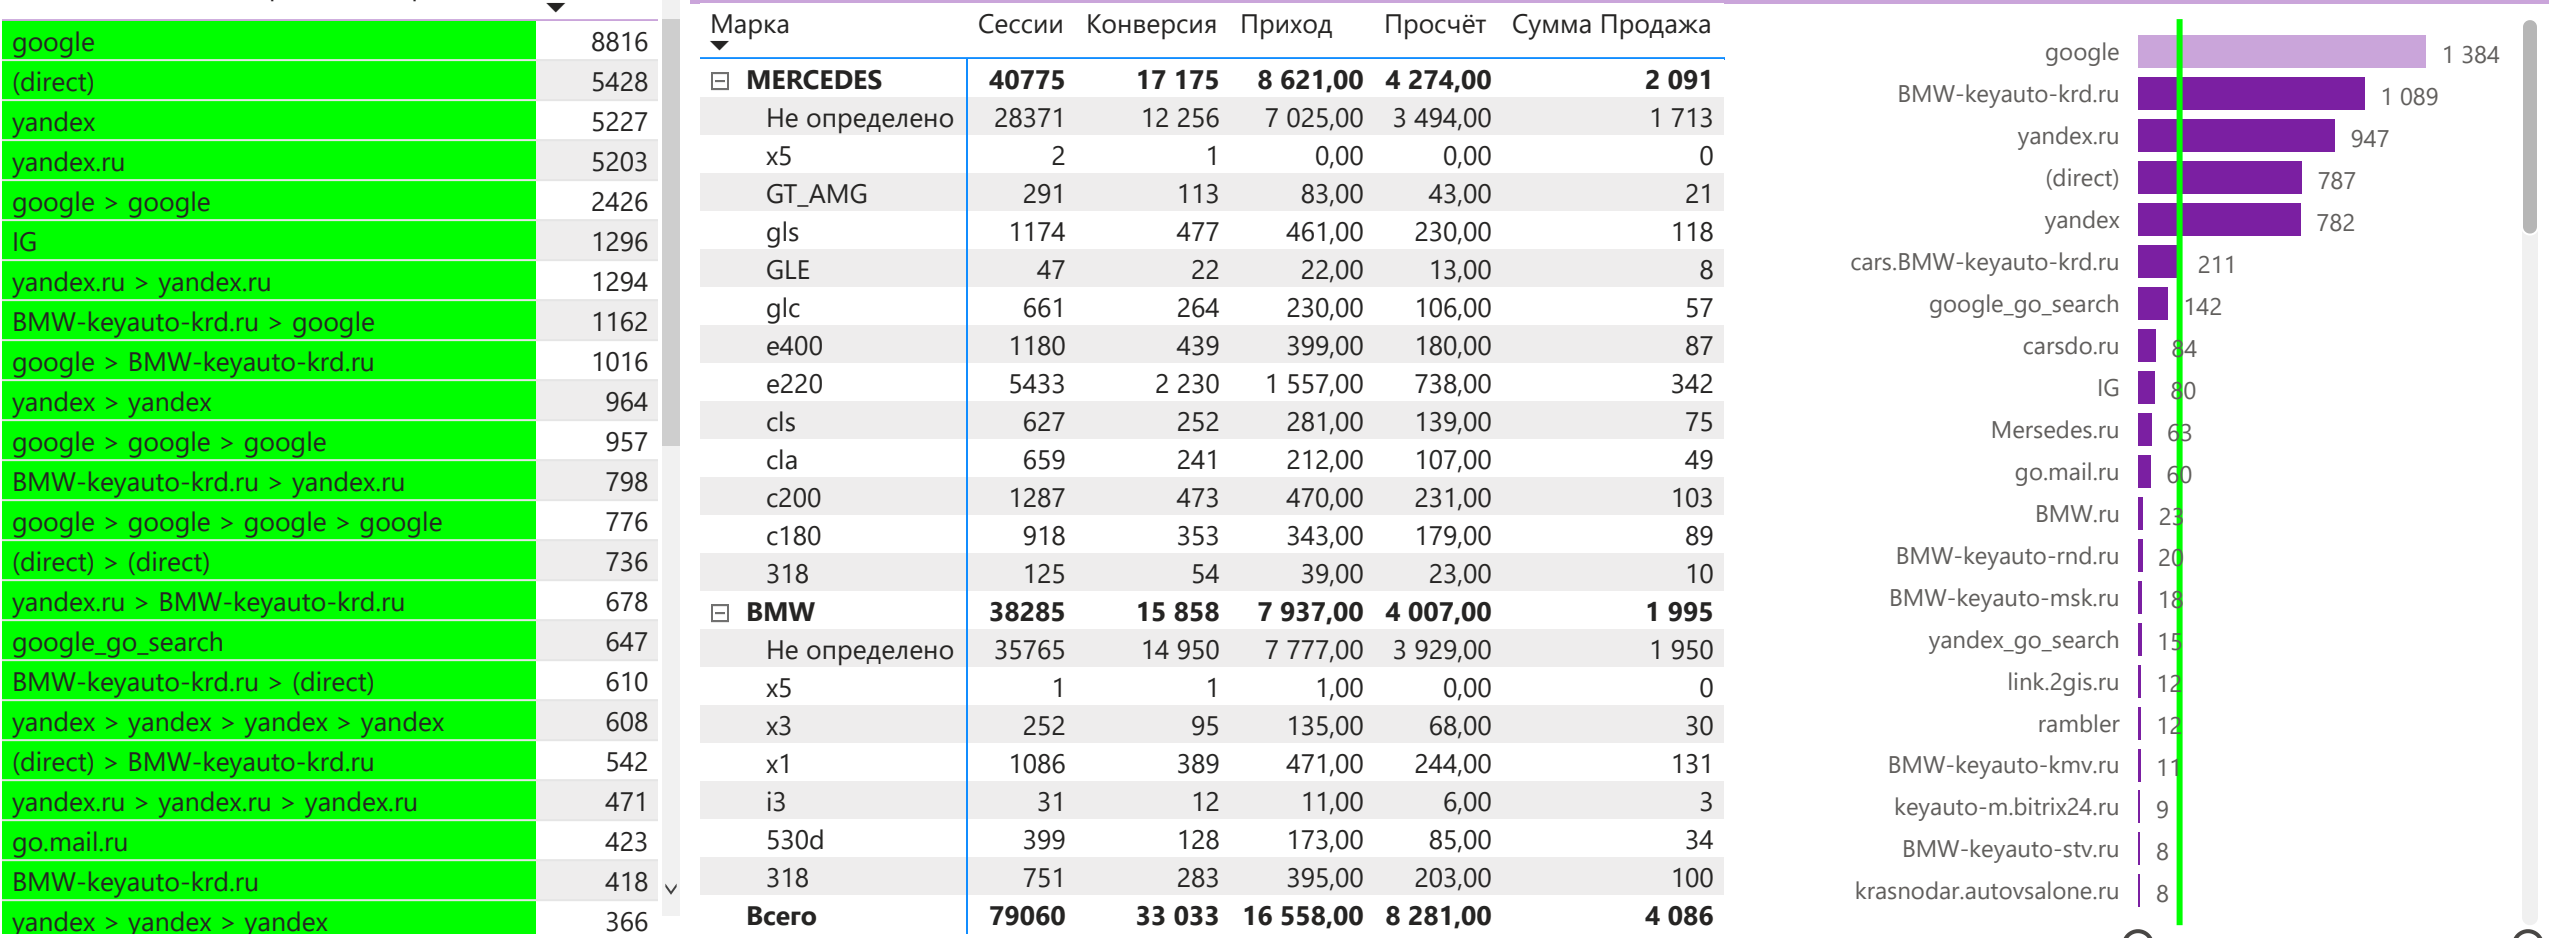 google 8816
(direct) 5428
yandex 5227
yandex.ru 5203
google > google 2426
IG 1296
yandex.ru > yandex.ru 1294
BMW-keyauto-krd.ru > google 1162
google > BMW-keyauto-krd.ru 1016
yandex > yandex 964
google > google > google 957
BMW-keyauto-krd.ru > yandex.ru 798
google > google > google > google 776
(direct) > (direct) 736
yandex.ru > BMW-keyauto-krd.ru 678
google_go_search 647
BMW-keyauto-krd.ru > (direct) 610
yandex > yandex > yandex > yandex 608
(direct) > BMW-keyauto-krd.ru 542
yandex.ru > yandex.ru > yandex.ru 471
go.mail.ru 423
BMW-keyauto-krd.ru 418
yandex > yandex > yandex 366
Марка Сессии Конверсия Приход Просчёт Сумма Продажа
MERCEDES 40775 17 175 8 621,00 4 274,00 2 091
Не определено 28371 12 256 7 025,00 3 494,00 1 713
x5 2 1 0,00 0,00 0
GT_AMG 291 113 83,00 43,00 21
gls 1174 477 461,00 230,00 118
GLE 47 22 22,00 13,00 8
glc 661 264 230,00 106,00 57
e400 1180 439 399,00 180,00 87
e220 5433 2 230 1 557,00 738,00 342
cls 627 252 281,00 139,00 75
cla 659 241 212,00 107,00 49
c200 1287 473 470,00 231,00 103
c180 918 353 343,00 179,00 89
318 125 54 39,00 23,00 10
BMW 38285 15 858 7 937,00 4 007,00 1 995
Не определено 35765 14 950 7 777,00 3 929,00 1 950
x5 1 1 1,00 0,00 0
x3 252 95 135,00 68,00 30
x1 1086 389 471,00 244,00 131
i3 31 12 11,00 6,00 3
530d 399 128 173,00 85,00 34
318 751 283 395,00 203,00 100
Всего 79060 33 033 16 558,00 8 281,00 4 086
google 1 384
BMW-keyauto-krd.ru 1 089
yandex.ru 947
(direct) 787
yandex 782
cars.BMW-keyauto-krd.ru 211
google_go_search 142
carsdo.ru 84
IG 80
Mersedes.ru 63
go.mail.ru 60
BMW.ru 23
BMW-keyauto-rnd.ru 20
BMW-keyauto-msk.ru 18
yandex_go_search 15
link.2gis.ru 12
rambler 12
BMW-keyauto-kmv.ru 11
keyauto-m.bitrix24.ru 9
BMW-keyauto-stv.ru 8
krasnodar.autovsalone.ru 8